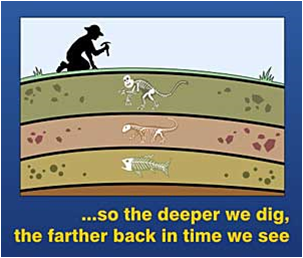 ...so the deeper we dig,
the farther back in time we see